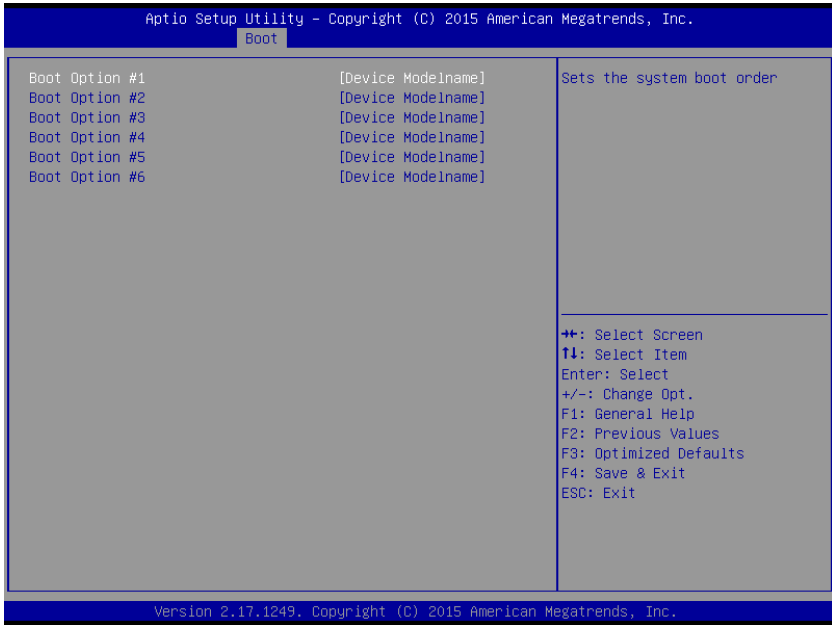 Aptio Setup Utility – Copyright (C) 2015 American Megatrends, Inc.
Boot
Boot Option #1 [Device Modelname]
Boot Option #2 [Device Modelname]
Boot Option #3 [Device Modelname]
Boot Option #4 [Device Modelname]
Boot Option #5 [Device Modelname]
Boot Option #6 [Device Modelname]
Sets the system boot order
→←: Select Screen
↑↓: Select Item
Enter: Select
+/-: Change Opt.
F1: General Help
F2: Previous Values
F3: Optimized Defaults
F4: Save & Exit
ESC: Exit
Version 2.17.1249. Copyright (C) 2015 American Megatrends, Inc.